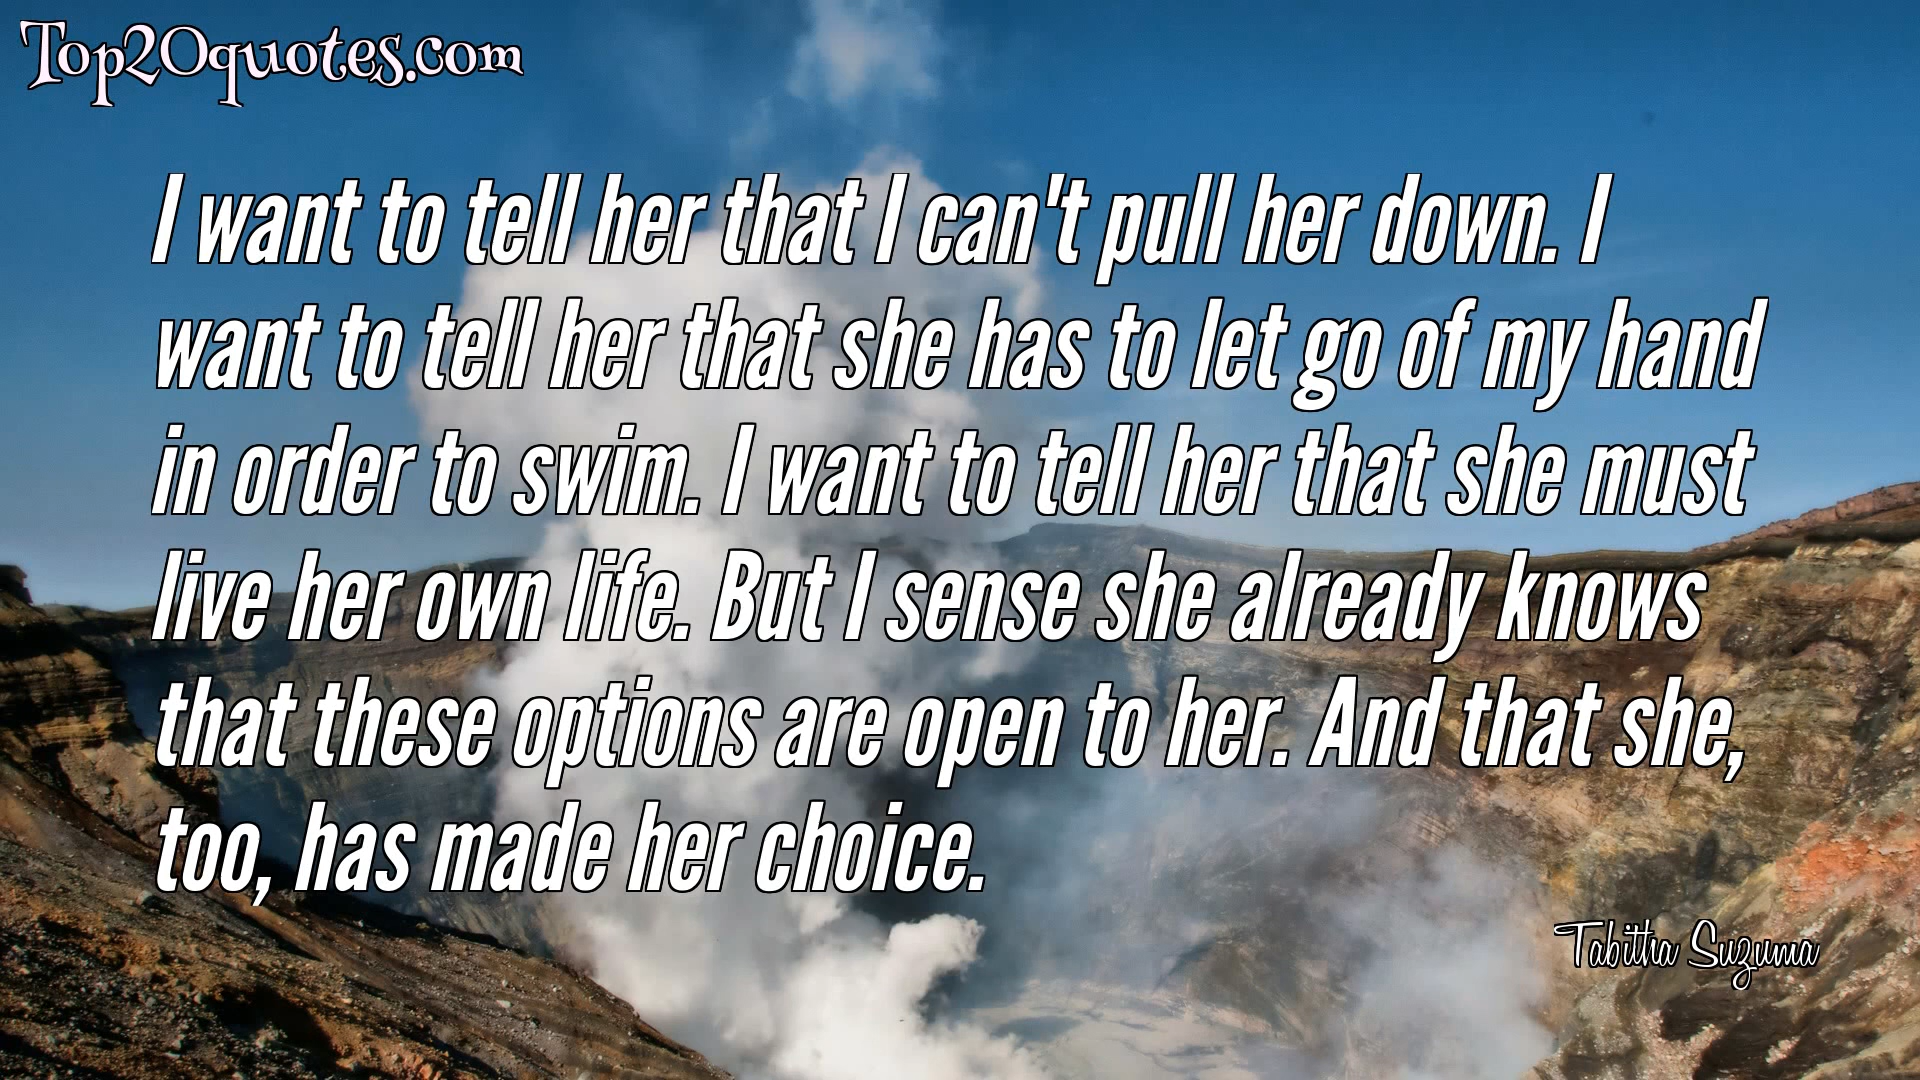 Top20quotes.com
I want to tell her that I can't pull her down. I
want to tell her that she has to let go of my hand
in order to swim. I want to tell her that she must
live her own life. But I sense she already knows
that these options are open to her. And that she,
too, has made her choice.
Tabitha Suzuma